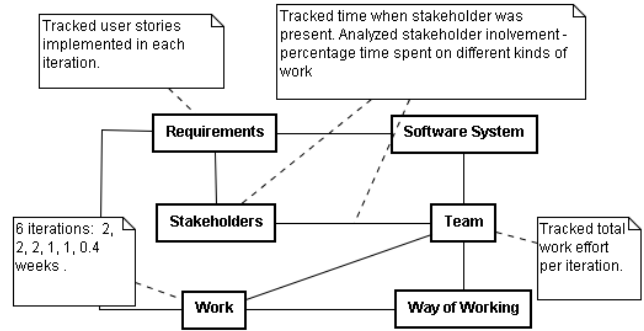 Tracked user stories
implemented in each
iteration.
Tracked time when stakeholder was
present. Analyzed stakeholder inolvement -
percentage time spent on different kinds of
work
Requirements
Software System
Stakeholders
Team
6 iterations:  2,
2, 2, 1, 1, 0.4
weeks .
Tracked total
work effort
per iteration.
Work
Way of Working